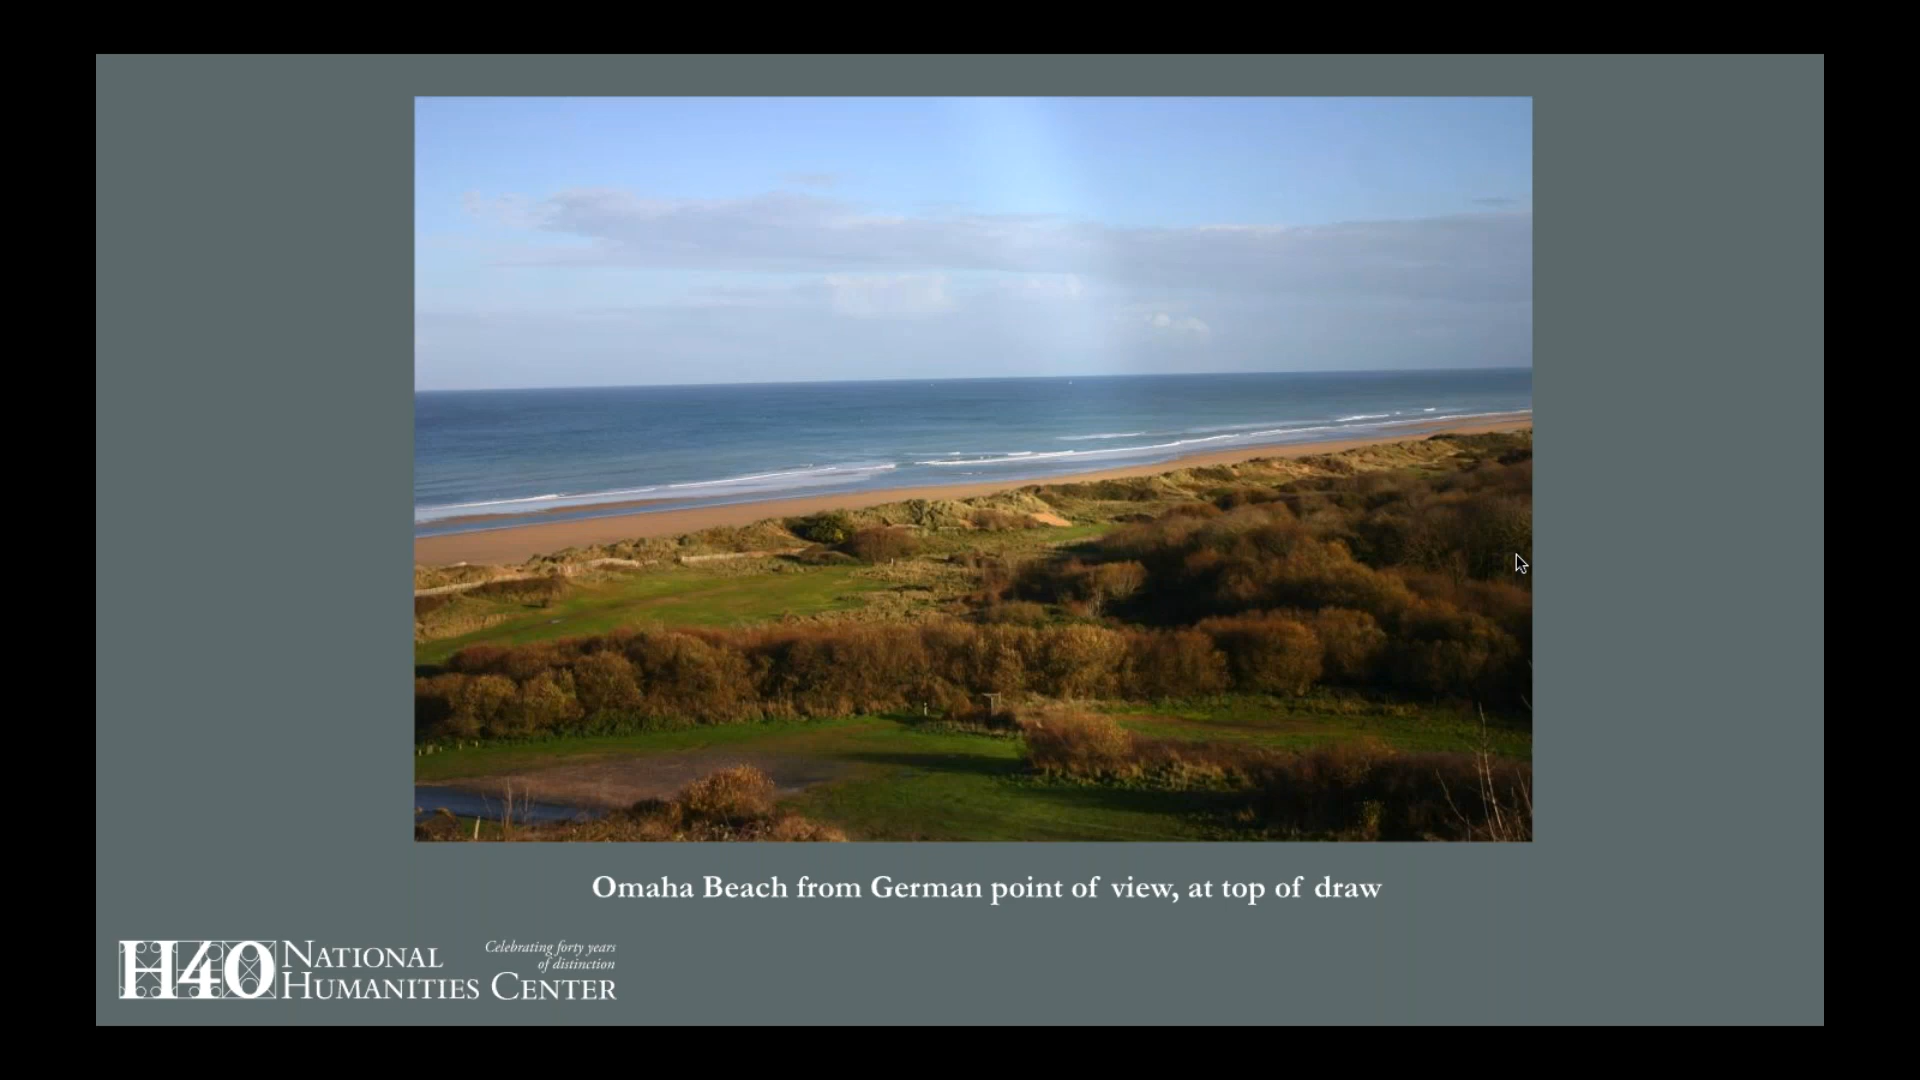 Omaha Beach from German point of view, at top of draw
H40 NATIONAL HUMANITIES CENTER
Celebrating forty years
of distinction